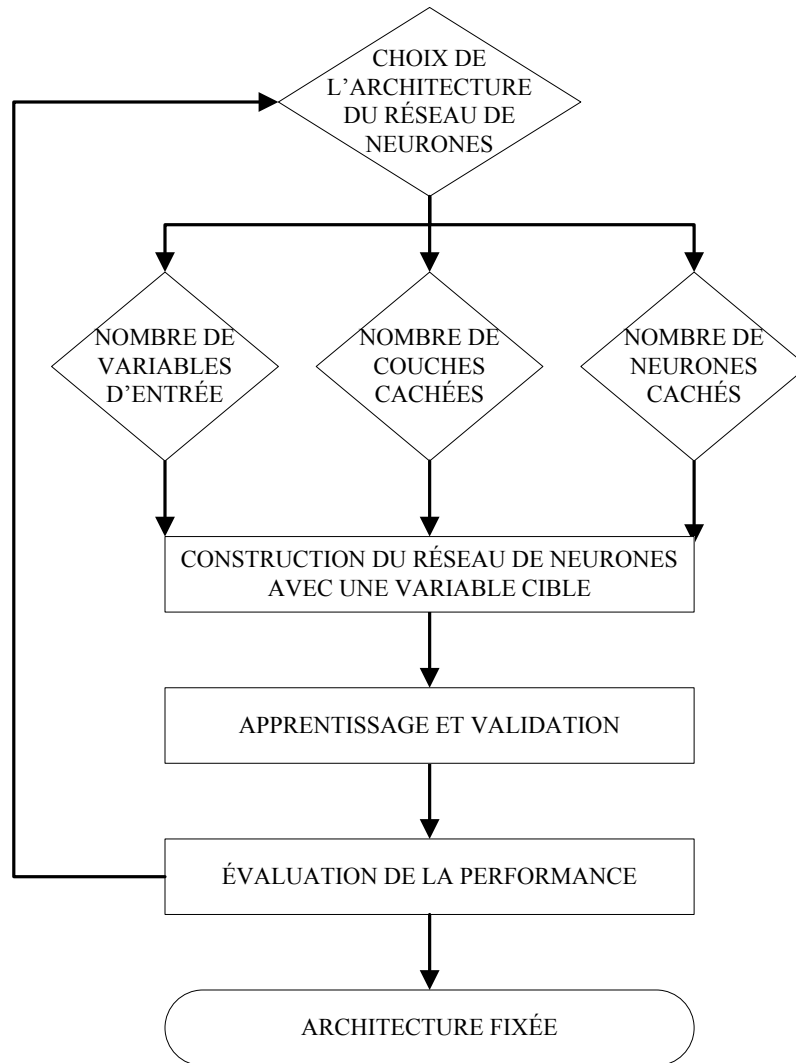 CHOIX DE
L’ARCHITECTURE
DU RÉSEAU DE
NEURONES
NOMBRE DE
VARIABLES
D’ENTRÉE
NOMBRE DE
COUCHES
CACHÉES
NOMBRE DE
NEURONES
CACHÉS
CONSTRUCTION DU RÉSEAU DE NEURONES
AVEC UNE VARIABLE CIBLE
APPRENTISSAGE ET VALIDATION
ÉVALUATION DE LA PERFORMANCE
ARCHITECTURE FIXÉE